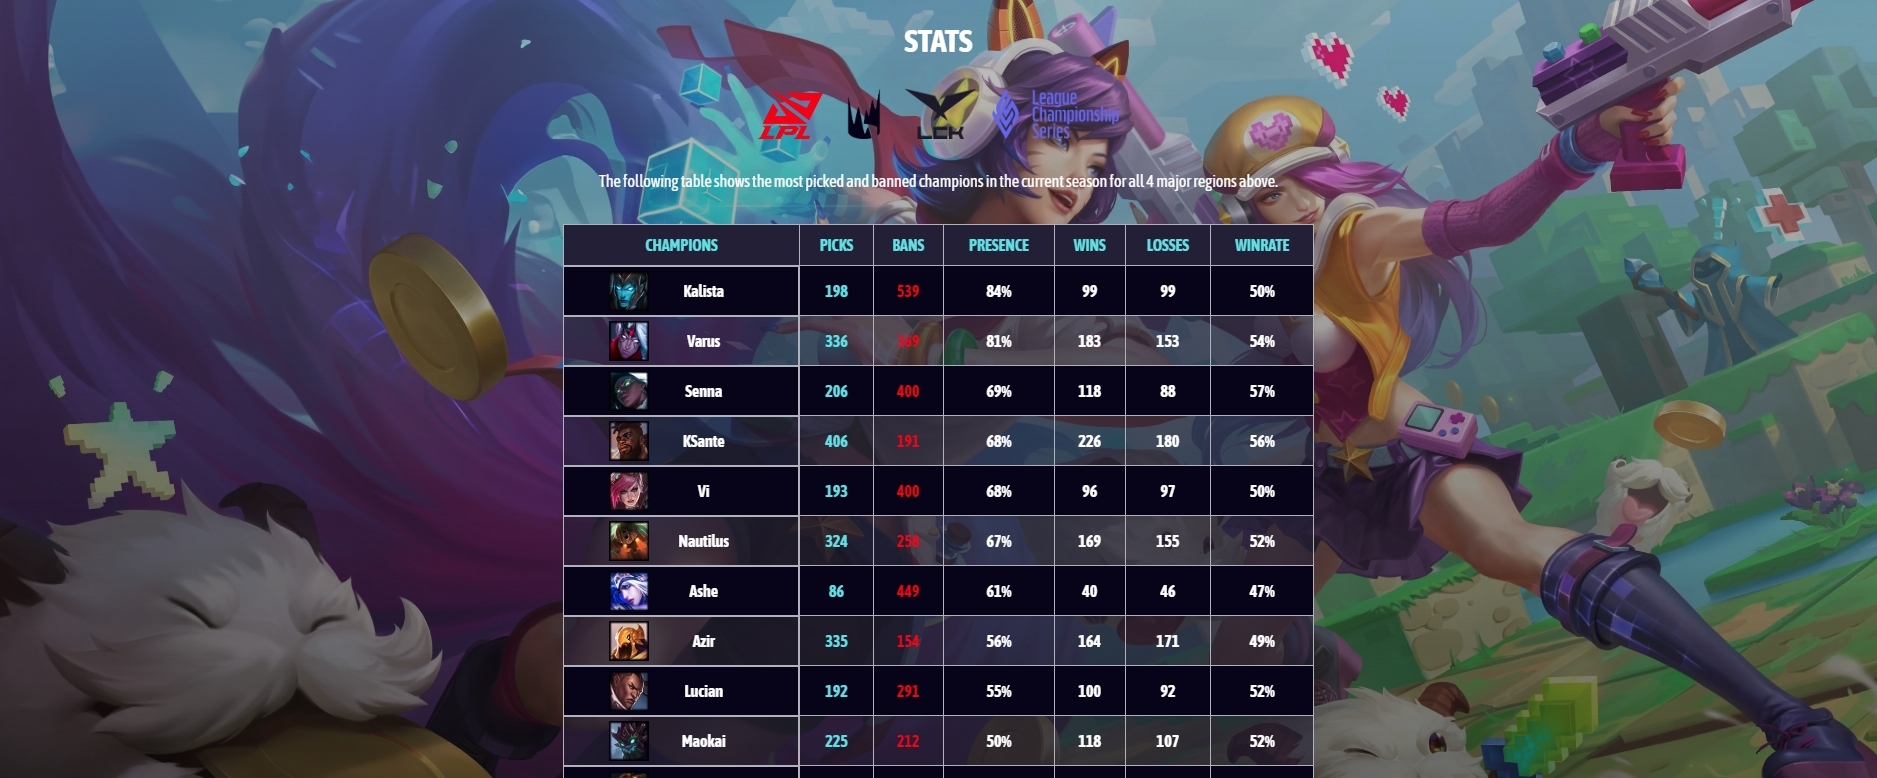 STATS
LPL
LCK
League
Championship
Series
The following table shows the most picked and banned champions in the current season for all 4 major regions above.
CHAMPIONS PICKS BANS PRESENCE WINS LOSSES WINRATE
Kalista 198 539 84% 99 99 50%
Varus 336 369 81% 183 153 54%
Senna 206 400 69% 118 88 57%
KSante 406 191 68% 226 180 56%
Vi 193 400 68% 96 97 50%
Nautilus 324 258 67% 169 155 52%
Ashe 86 449 61% 40 46 47%
Azir 335 154 56% 164 171 49%
Lucian 192 291 55% 100 92 52%
Maokai 225 212 50% 118 107 52%